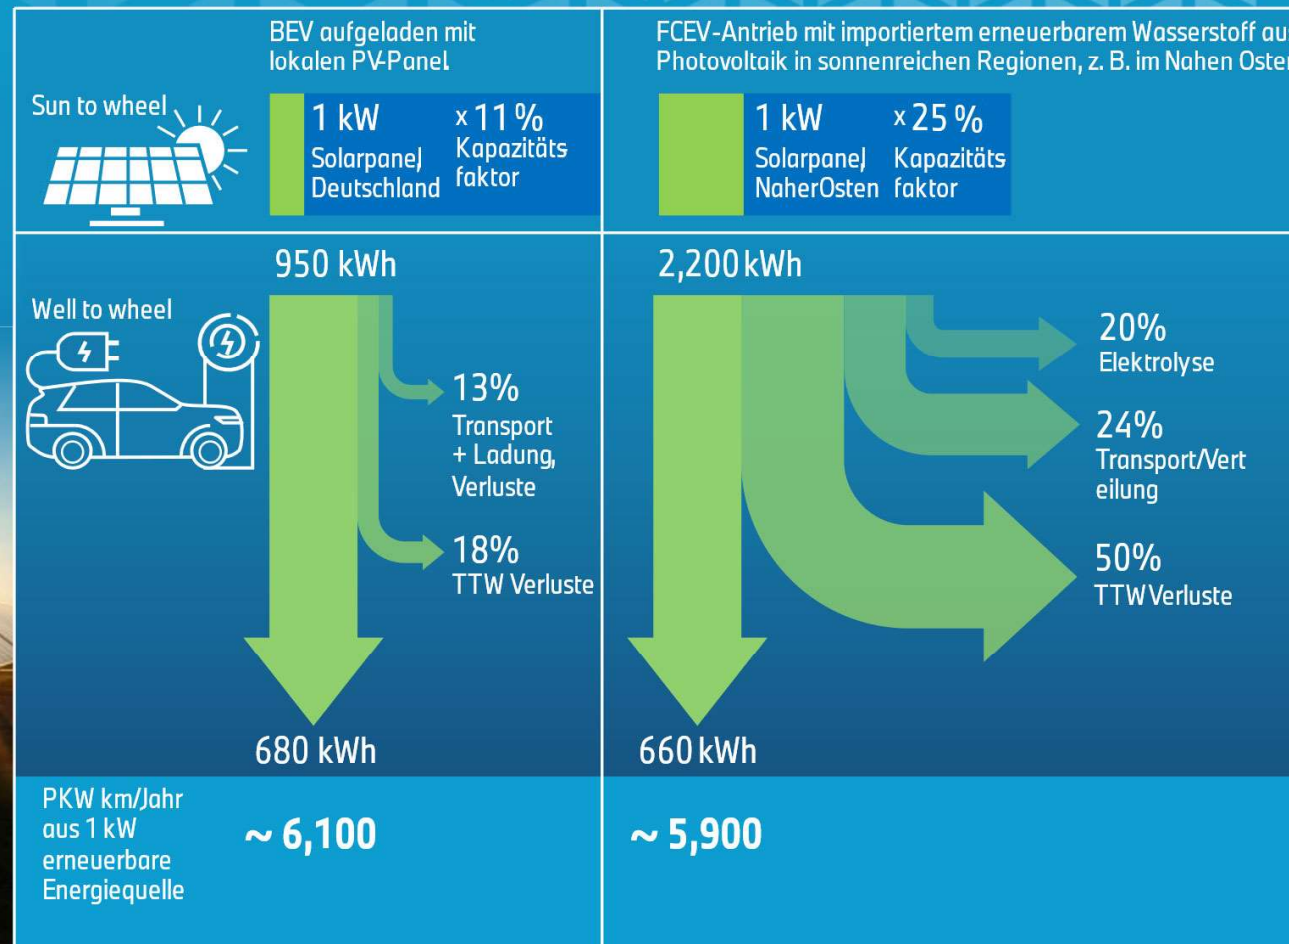 BEV aufgeladen mit
lokalen PV-Panel.
FCEV-Antrieb mit importiertem erneuerbarem Wasserstoff aus
Photovoltaik in sonnenreichen Regionen, z. B. im Nahen Osten
Sun to wheel
1 kW
Solarpanel,
Deutschland
x 11 %
Kapazitäts
faktor
1 kW
Solarpanel,
NaherOsten
x 25 %
Kapazitäts
faktor
Well to wheel
950 kWh
13%
Transport
+ Ladung,
Verluste
18%
TTW Verluste
680 kWh
2,200 kWh
20%
Elektrolyse
24%
Transport/Vert
eilung
50%
TTW Verluste
660 kWh
PKW km/Jahr
aus 1 kW
erneuerbare
Energiequelle
~ 6,100
~ 5,900